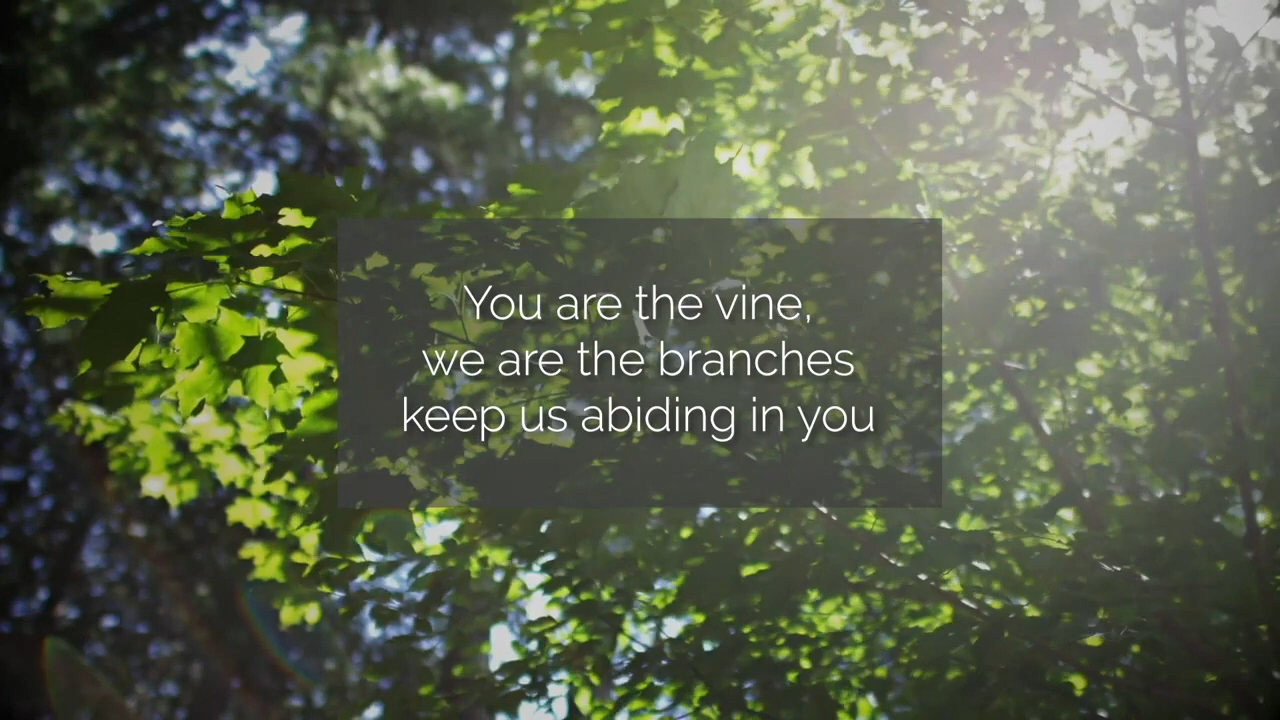 You are the vine,
we are the branches
keep us abiding in you